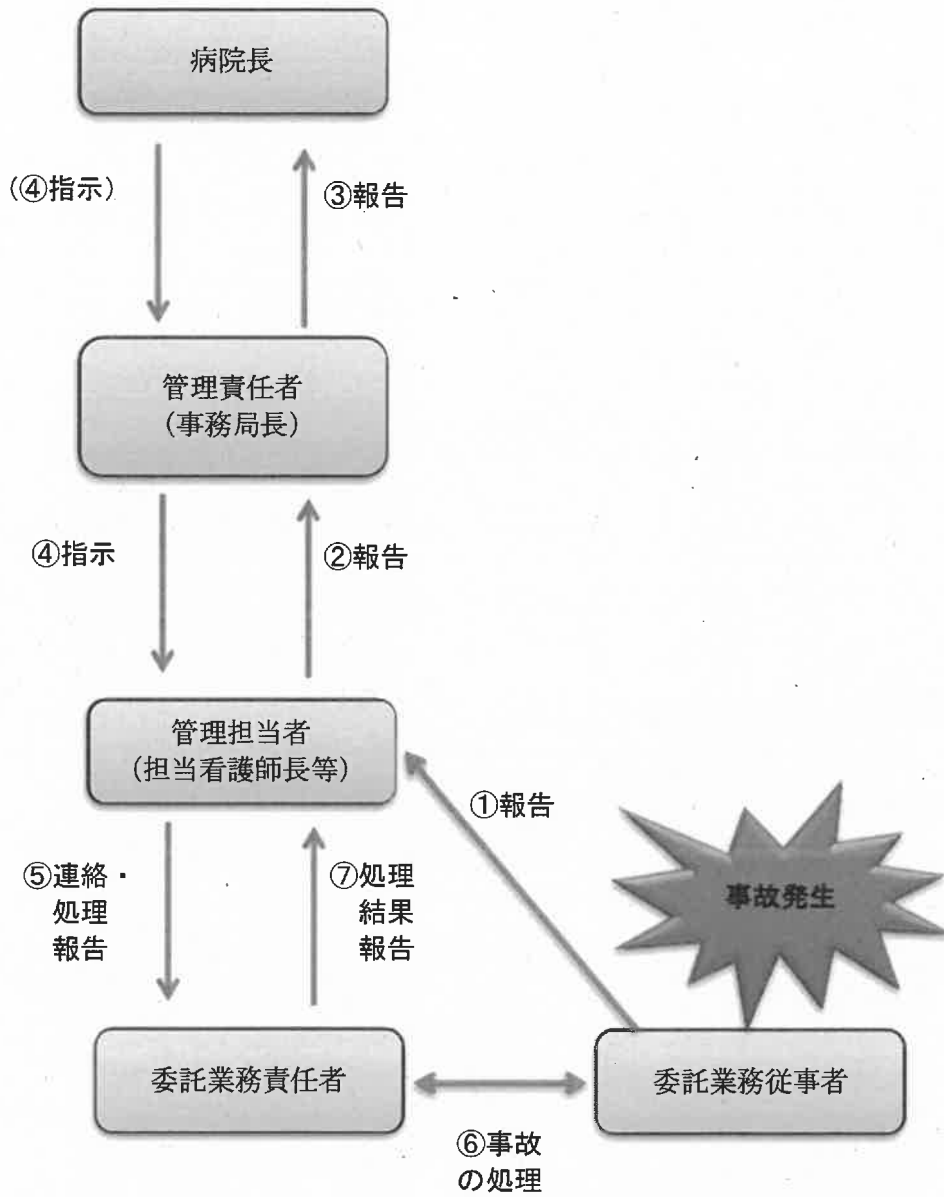 病院長
(④指示)
③報告
管理責任者
(事務局長)
④指示
②報告
管理担当者
(担当看護師長等)
①報告
⑤連絡・
処理
報告
⑦処理
結果
報告
事故発生
委託業務責任者
委託業務従事者
⑥事故
の処理